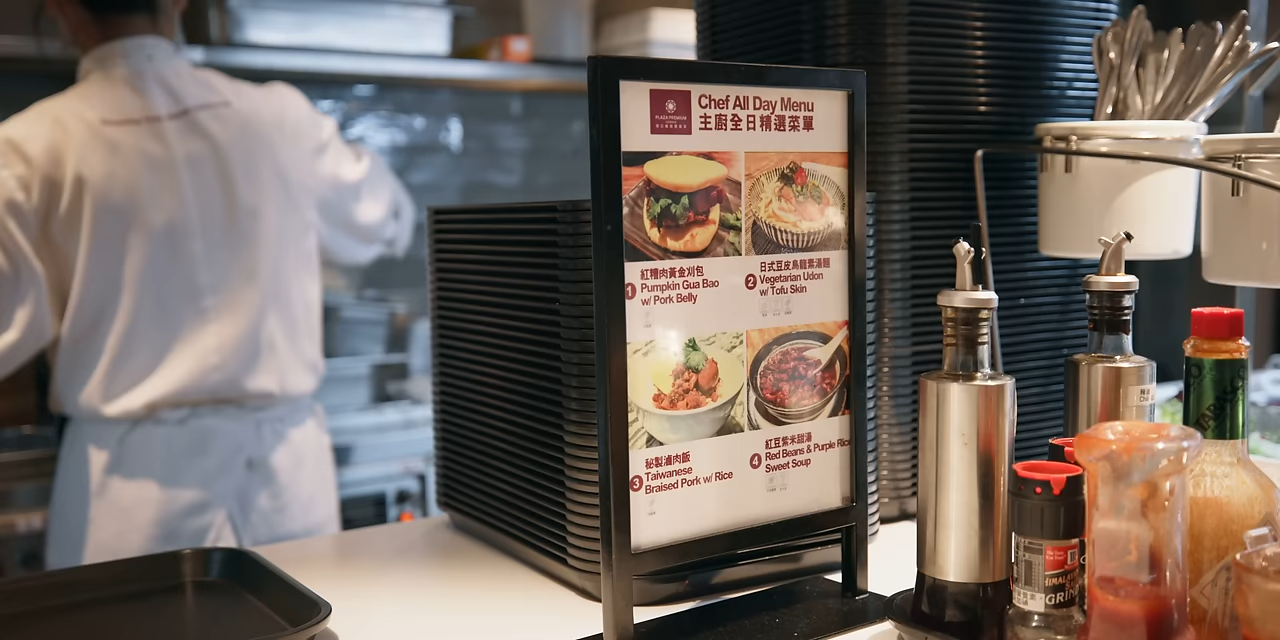 PLAZA PREMIUM
Chef All Day Menu
主廚全日精選菜單
1
紅糟肉黃金刈包
Pumpkin Gua Bao
w/ Pork Belly
2
日式豆皮烏龍素湯麵
Vegetarian Udon
w/ Tofu Skin
3
秘製滷肉飯
Taiwanese
Braised Pork w/ Rice
4
紅豆紫米甜湯
Red Beans & Purple Rice
Sweet Soup